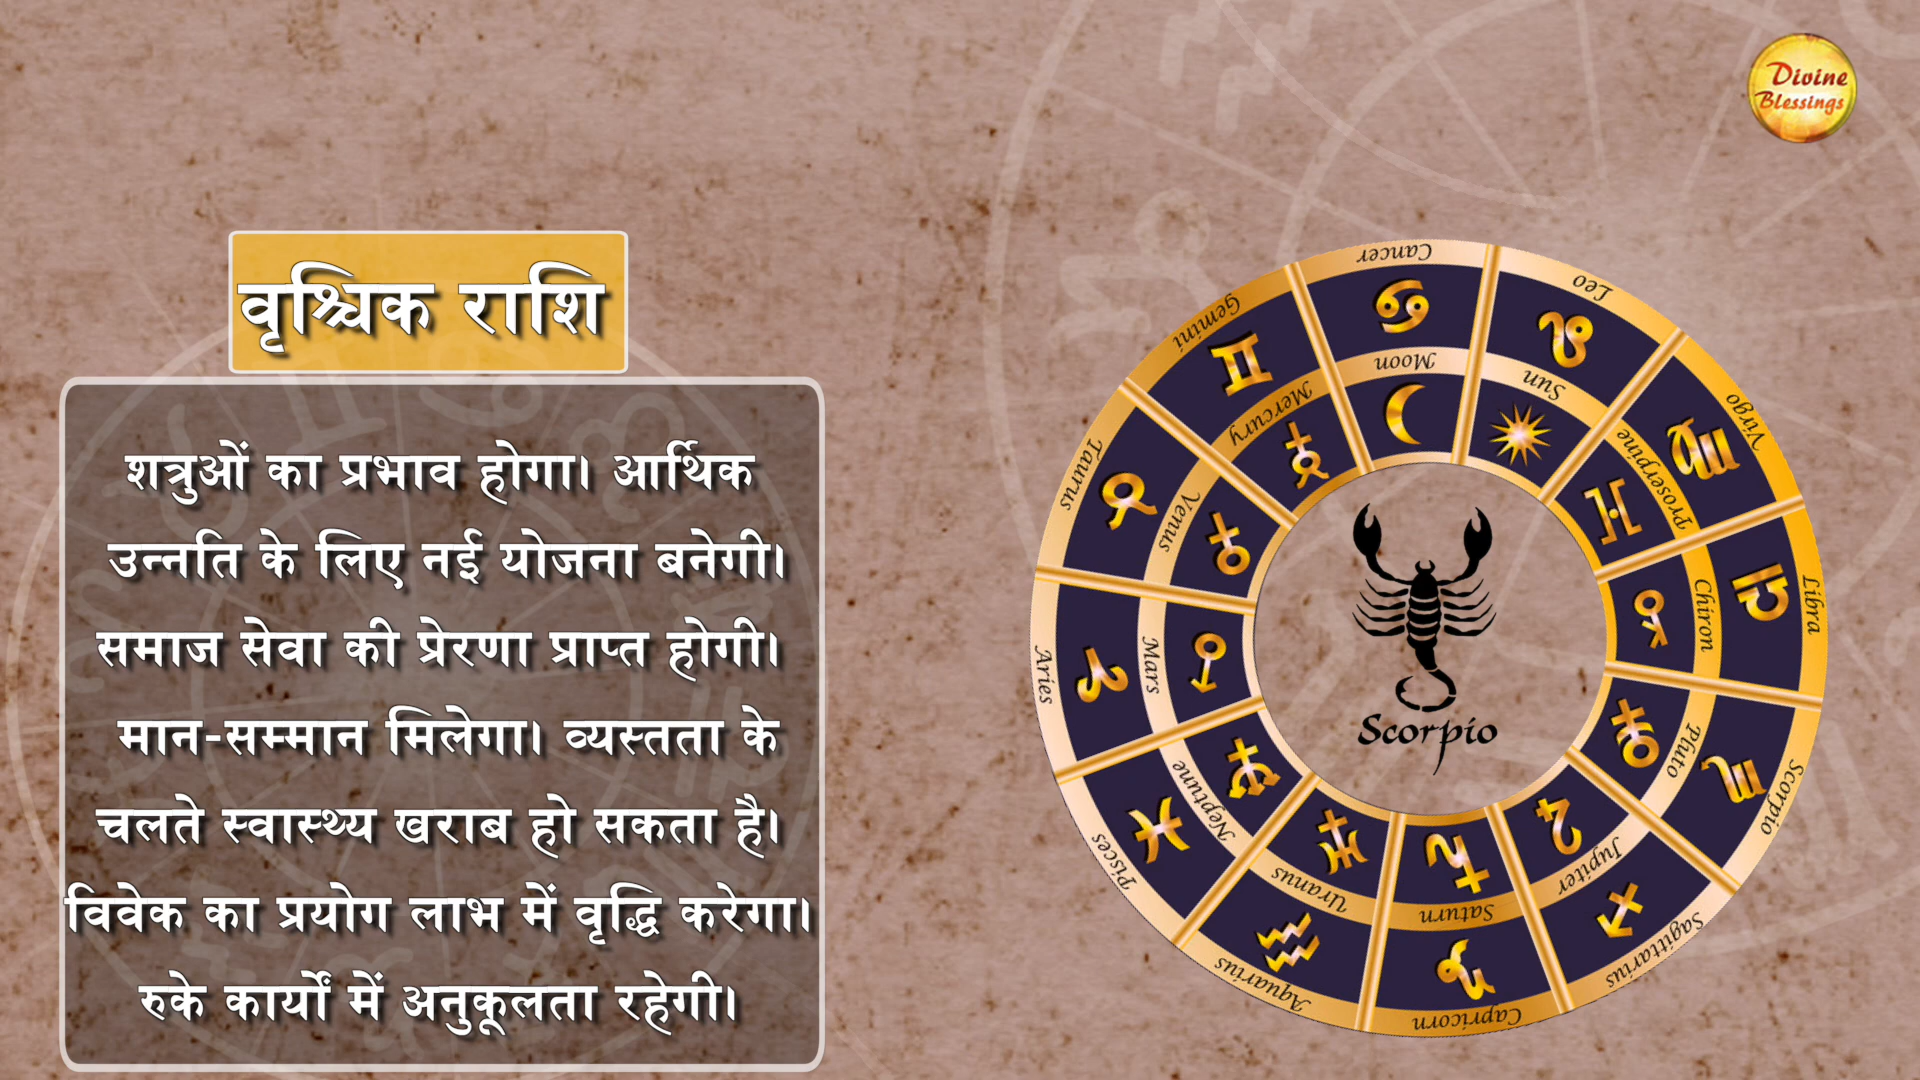 Divine
Blessings
वृश्चिक राशि
शत्रुओं का प्रभाव होगा। आर्थिक
उन्नति के लिए नई योजना बनेगी।
समाज सेवा की प्रेरणा प्राप्त होगी।
मान-सम्मान मिलेगा। व्यस्तता के
चलते स्वास्थ्य खराब हो सकता है।
विवेक का प्रयोग लाभ में वृद्धि करेगा।
रुके कार्यों में अनुकूलता रहेगी।
Cancer
Leo
Virgo
Libra
Scorpio
Sagittarius
Capricorn
Aquarius
Pisces
Aries
Taurus
Gemini
Moon
Sun
Proserpine
Chiron
Pluto
Jupiter
Saturn
Uranus
Neptune
Mars
Venus
Mercury
Scorpio